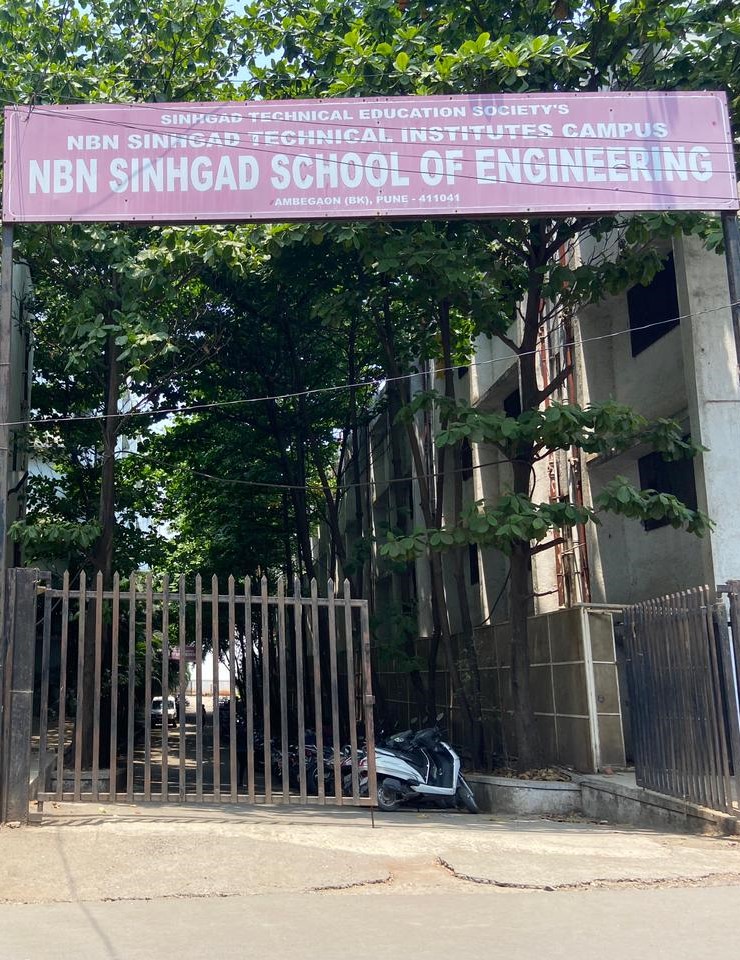 SINHGAD TECHNICAL EDUCATION SOCIETY'S
NBN SINHGAD TECHNICAL INSTITUTES CAMPUS
NBN SINHGAD SCHOOL OF ENGINEERING
AMBEGAON (BK), PUNE - 411041